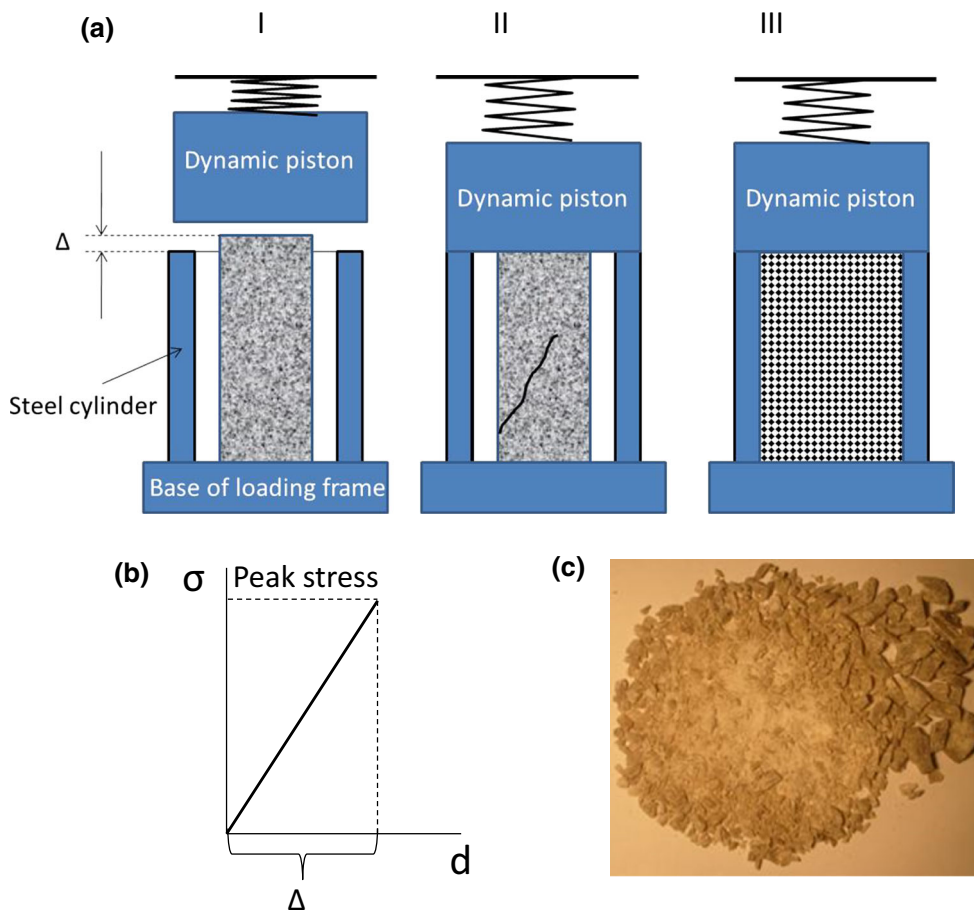 (a)
I
II
III
Dynamic piston
Dynamic piston
Dynamic piston
Δ
Steel cylinder
Base of loading frame
(b)
σ
Peak stress
d
Δ
(c)